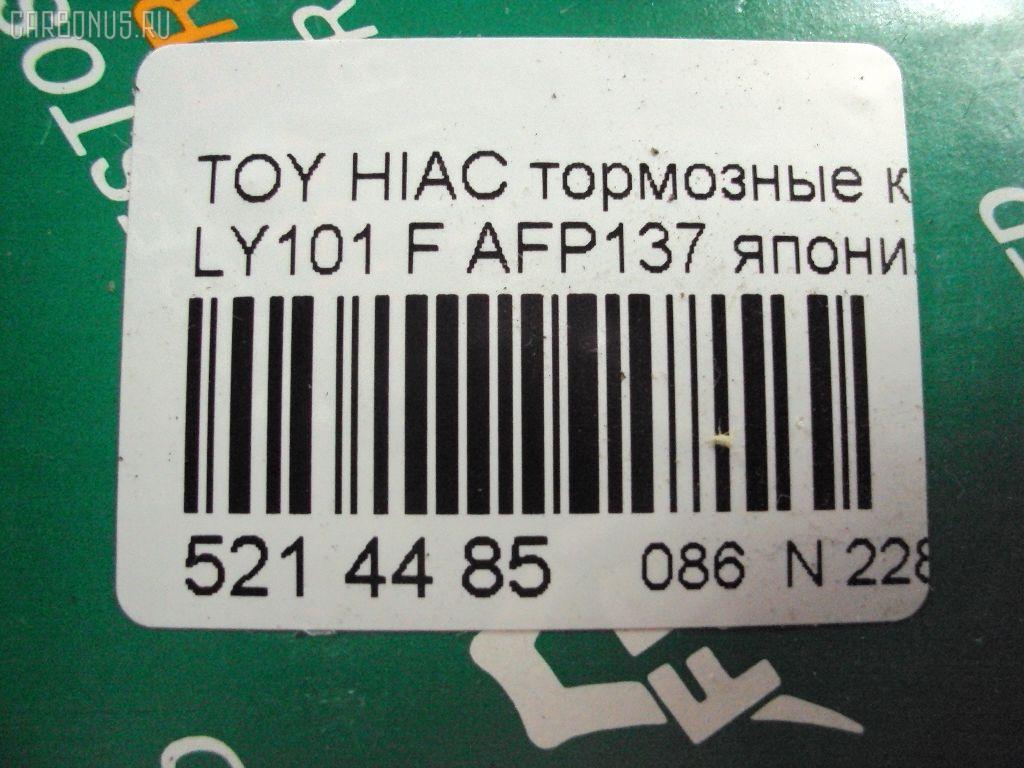 CARBONUS.RU
TOY HIAC тормозные к
LY101 F AFP137 япони
521 44 85 086 N 228